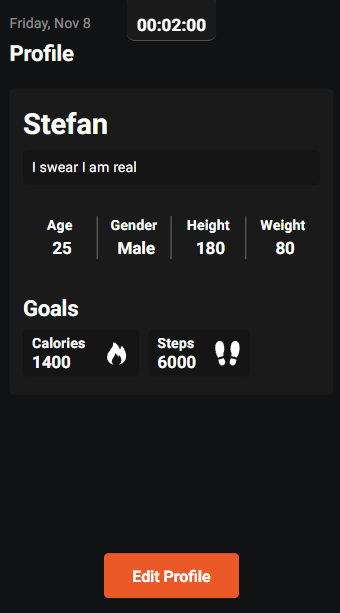 Friday, Nov 8
00:02:00
Profile
Stefan
I swear I am real
Age Gender Height Weight
25 Male 180 80
Goals
Calories Steps
1400 6000
Edit Profile